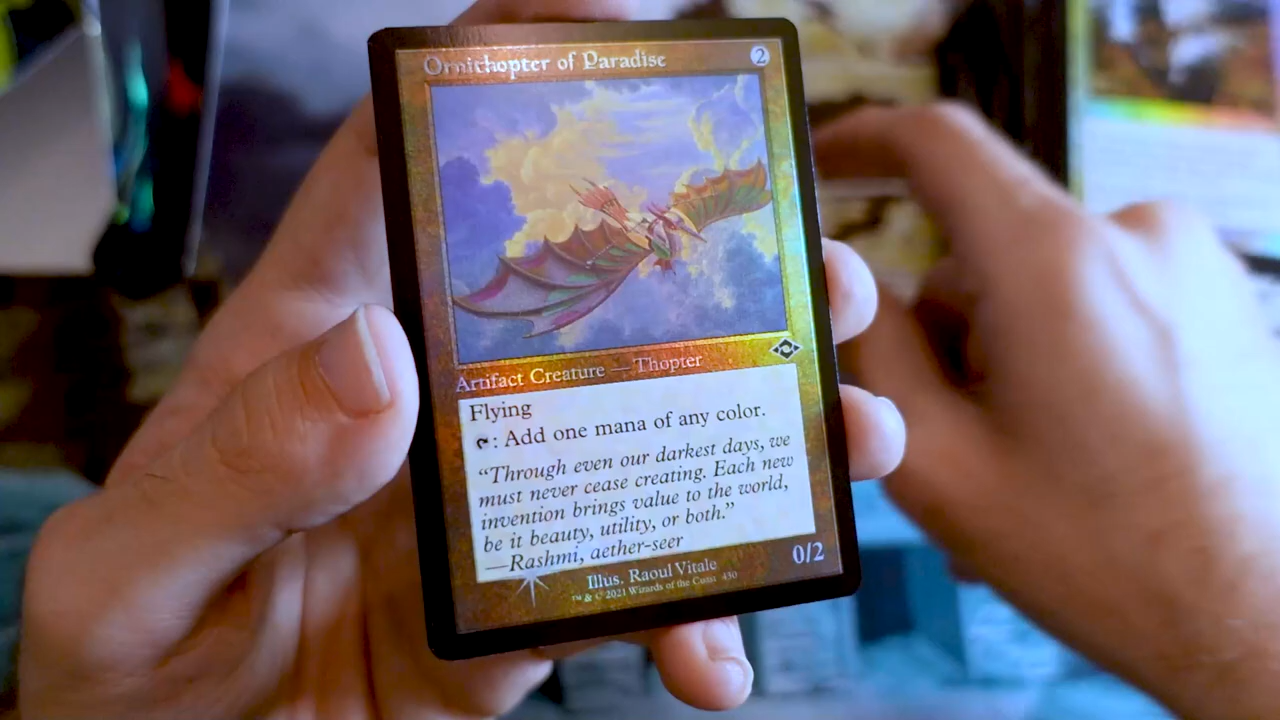 Ornithopter of Paradise 2
Artifact Creature — Thopter
Flying
: Add one mana of any color.
“Through even our darkest days, we
must never cease creating. Each new
invention brings value to the world,
be it beauty, utility, or both.”
—Rashmi, aether-seer
0/2
Illus. Raoul Vitale
™ & © 2021 Wizards of the Coast 430